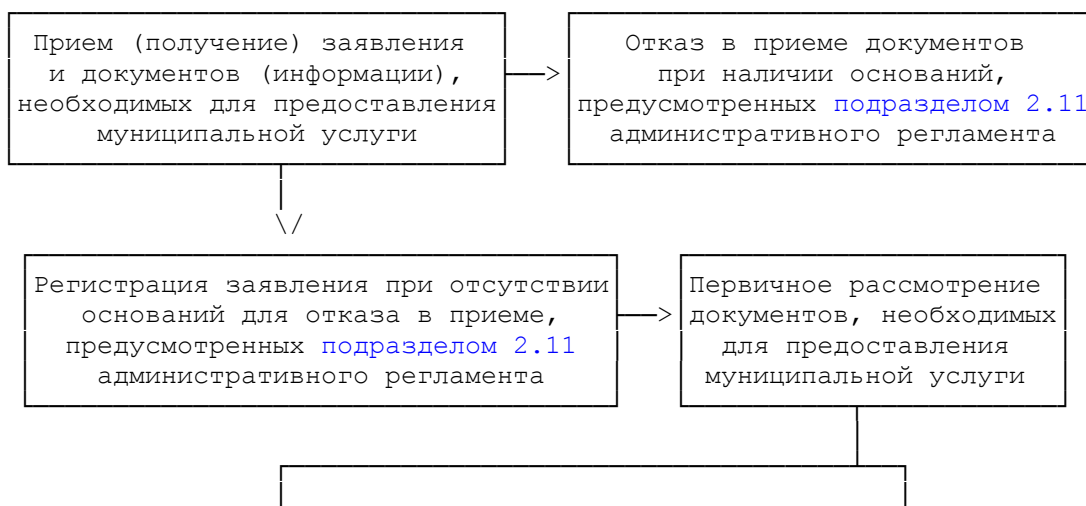 Прием (получение) заявления
и документов (информации),
необходимых для предоставления
муниципальной услуги
Отказ в приеме документов
при наличии оснований,
предусмотренных подразделом 2.11
административного регламента
Регистрация заявления при отсутствии
оснований для отказа в приеме,
предусмотренных подразделом 2.11
административного регламента
Первичное рассмотрение
документов, необходимых
для предоставления
муниципальной услуги